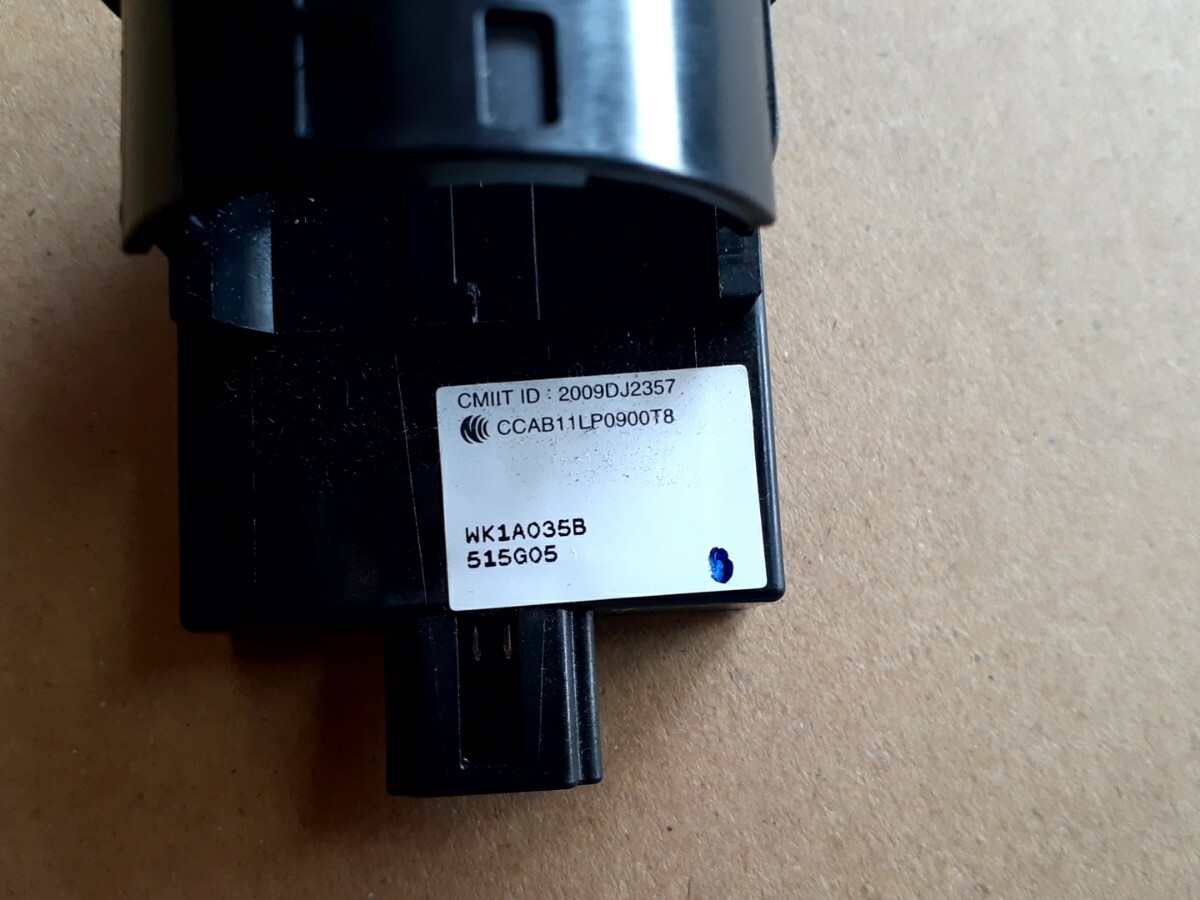 CMIIT ID : 2009DJ2357
CCAB11LP0900T8
WK1A035B
515G05